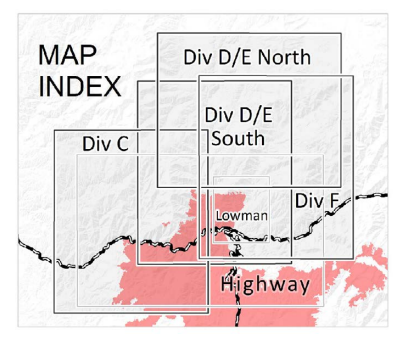 MAP
INDEX
Div D/E North
Div D/E
South
Div C
Div F
Lowman
Highway